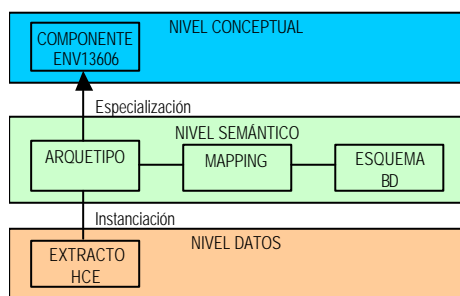 NIVEL CONCEPTUAL
COMPONENTE
ENV13606
Especialización
NIVEL SEMÁNTICO
ARQUETIPO
MAPPING
ESQUEMA
BD
Instanciación
NIVEL DATOS
EXTRACTO
HCE